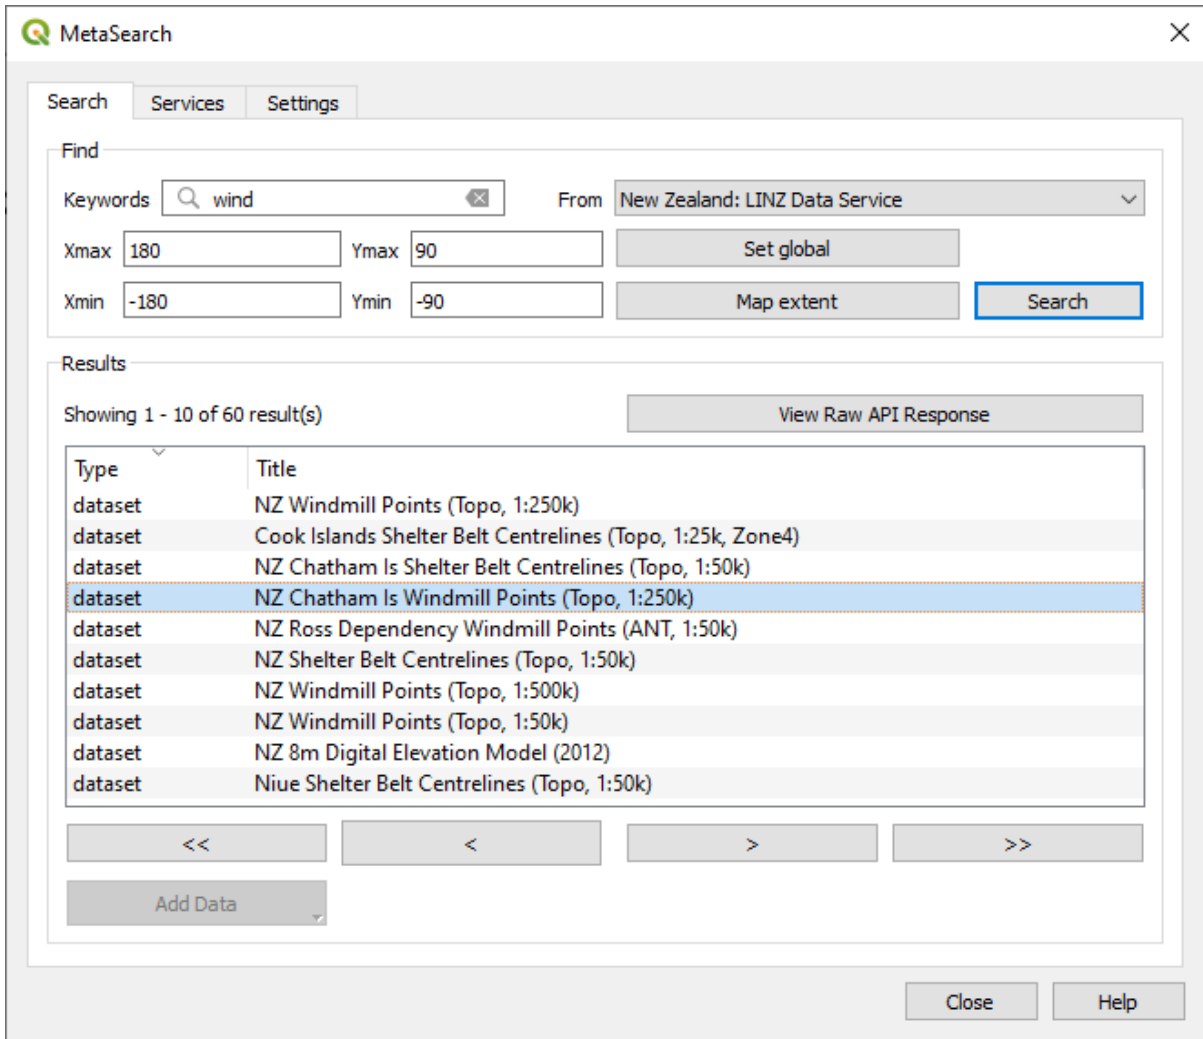 MetaSearch
Search Services Settings
Find
Keywords wind From New Zealand: LINZ Data Service
Xmax 180 Ymax 90 Set global
Xmin -180 Ymin -90 Map extent Search
Results
Showing 1 - 10 of 60 result(s) View Raw API Response
Type Title
dataset NZ Windmill Points (Topo, 1:250k)
dataset Cook Islands Shelter Belt Centrelines (Topo, 1:25k, Zone4)
dataset NZ Chatham Is Shelter Belt Centrelines (Topo, 1:50k)
dataset NZ Chatham Is Windmill Points (Topo, 1:250k)
dataset NZ Ross Dependency Windmill Points (ANT, 1:50k)
dataset NZ Shelter Belt Centrelines (Topo, 1:50k)
dataset NZ Windmill Points (Topo, 1:500k)
dataset NZ Windmill Points (Topo, 1:50k)
dataset NZ 8m Digital Elevation Model (2012)
dataset Niue Shelter Belt Centrelines (Topo, 1:50k)
<< < > >>
Add Data
Close Help